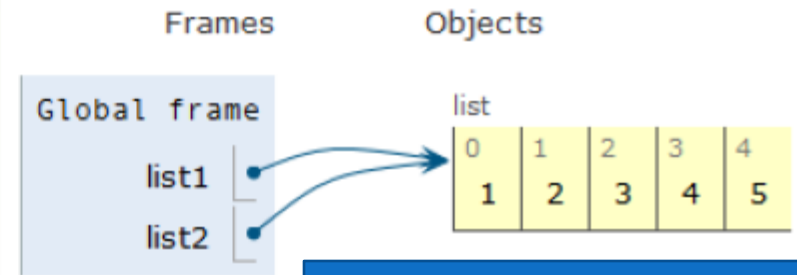 Frames Objects
Global frame
list
list1
list2
0 1 2 3 4
1 2 3 4 5